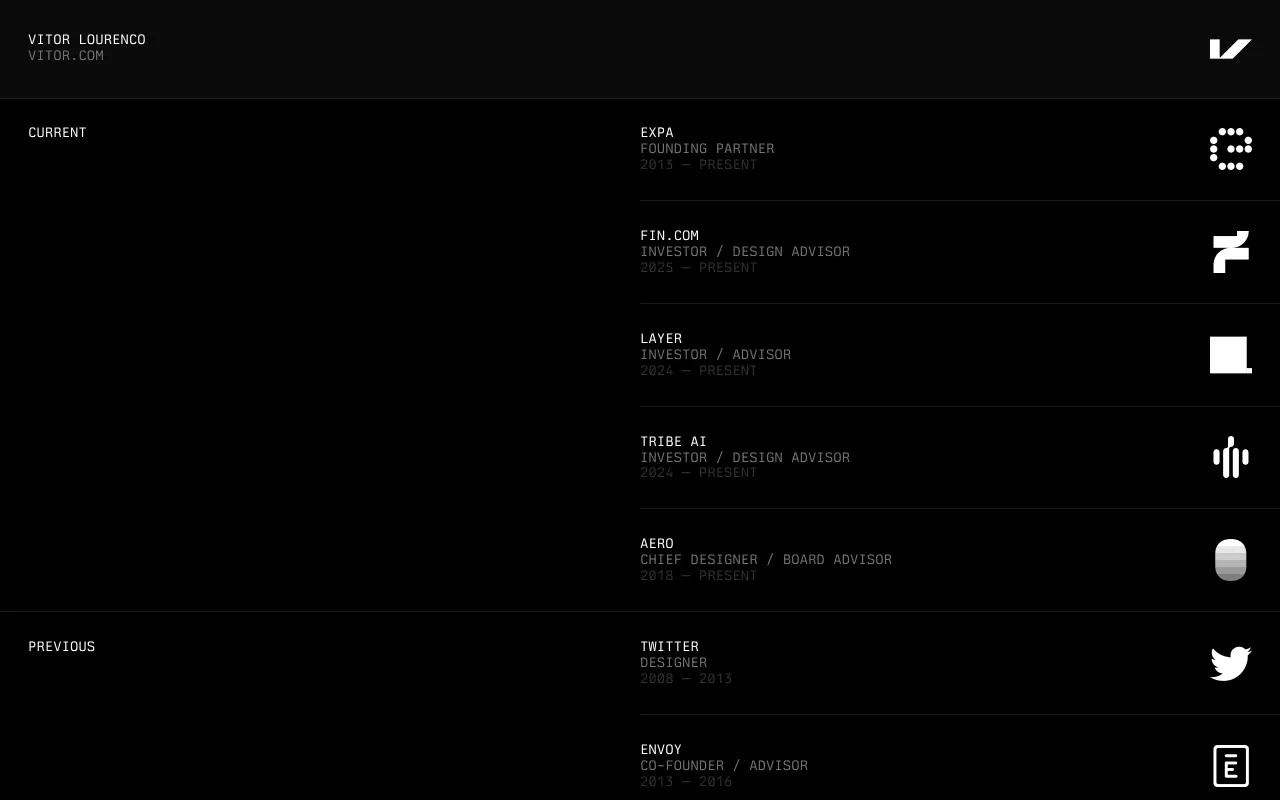 VITOR LOURENCO
VITOR.COM
CURRENT
EXPA
FOUNDING PARTNER
2013 — PRESENT
FIN.COM
INVESTOR / DESIGN ADVISOR
2025 — PRESENT
LAYER
INVESTOR / ADVISOR
2024 — PRESENT
TRIBE AI
INVESTOR / DESIGN ADVISOR
2024 — PRESENT
AERO
CHIEF DESIGNER / BOARD ADVISOR
2018 — PRESENT
PREVIOUS
TWITTER
DESIGNER
2008 — 2013
ENVOY
CO-FOUNDER / ADVISOR
2013 — 2016